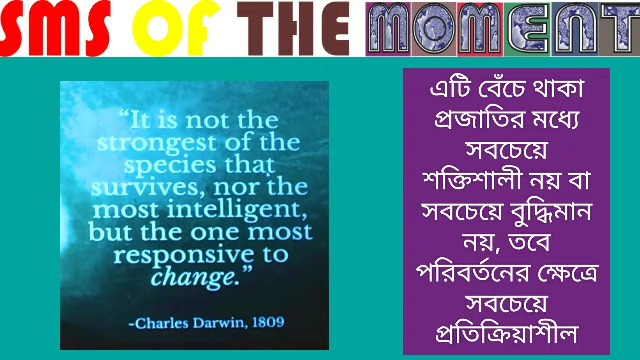 SMS OF THE MOMENT
“It is not the
strongest of the
species that
survives, nor the
most intelligent,
but the one most
responsive to
change.”
~Charles Darwin, 1809
এটি বেঁচে থাকা
প্রজাতির মধ্যে
সবচেয়ে
শক্তিশালী নয় বা
সবচেয়ে বুদ্ধিমান
নয়, তবে
পরিবর্তনের ক্ষেত্রে
সবচেয়ে
প্রতিক্রিয়াশীল